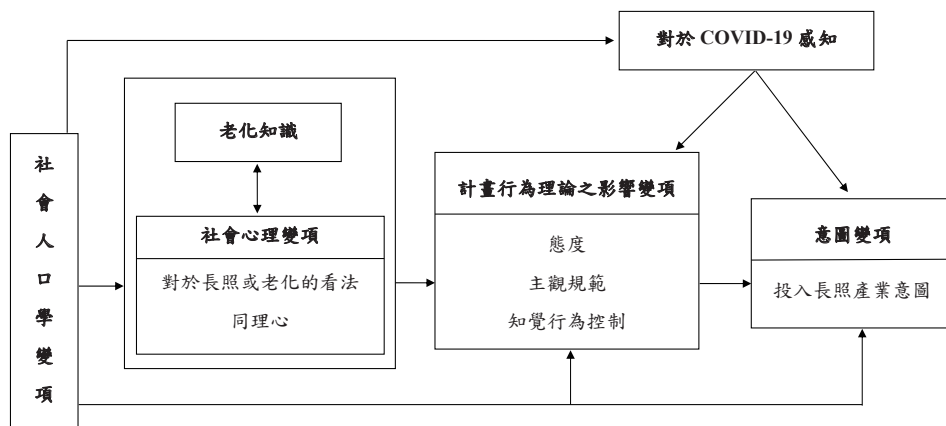 對於 COVID-19 感知
社會人口學變項
老化知識
社會心理變項
對於長照或老化的看法
同理心
計畫行為理論之影響變項
態度
主觀規範
知覺行為控制
意圖變項
投入長照產業意圖